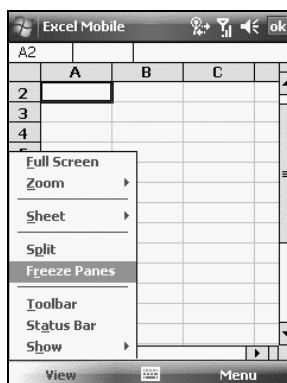 Excel Mobile ok
A2
A B C
2
3
4
Full Screen
Zoom
Sheet
Split
Freeze Panes
Toolbar
Status Bar
Show
View Menu